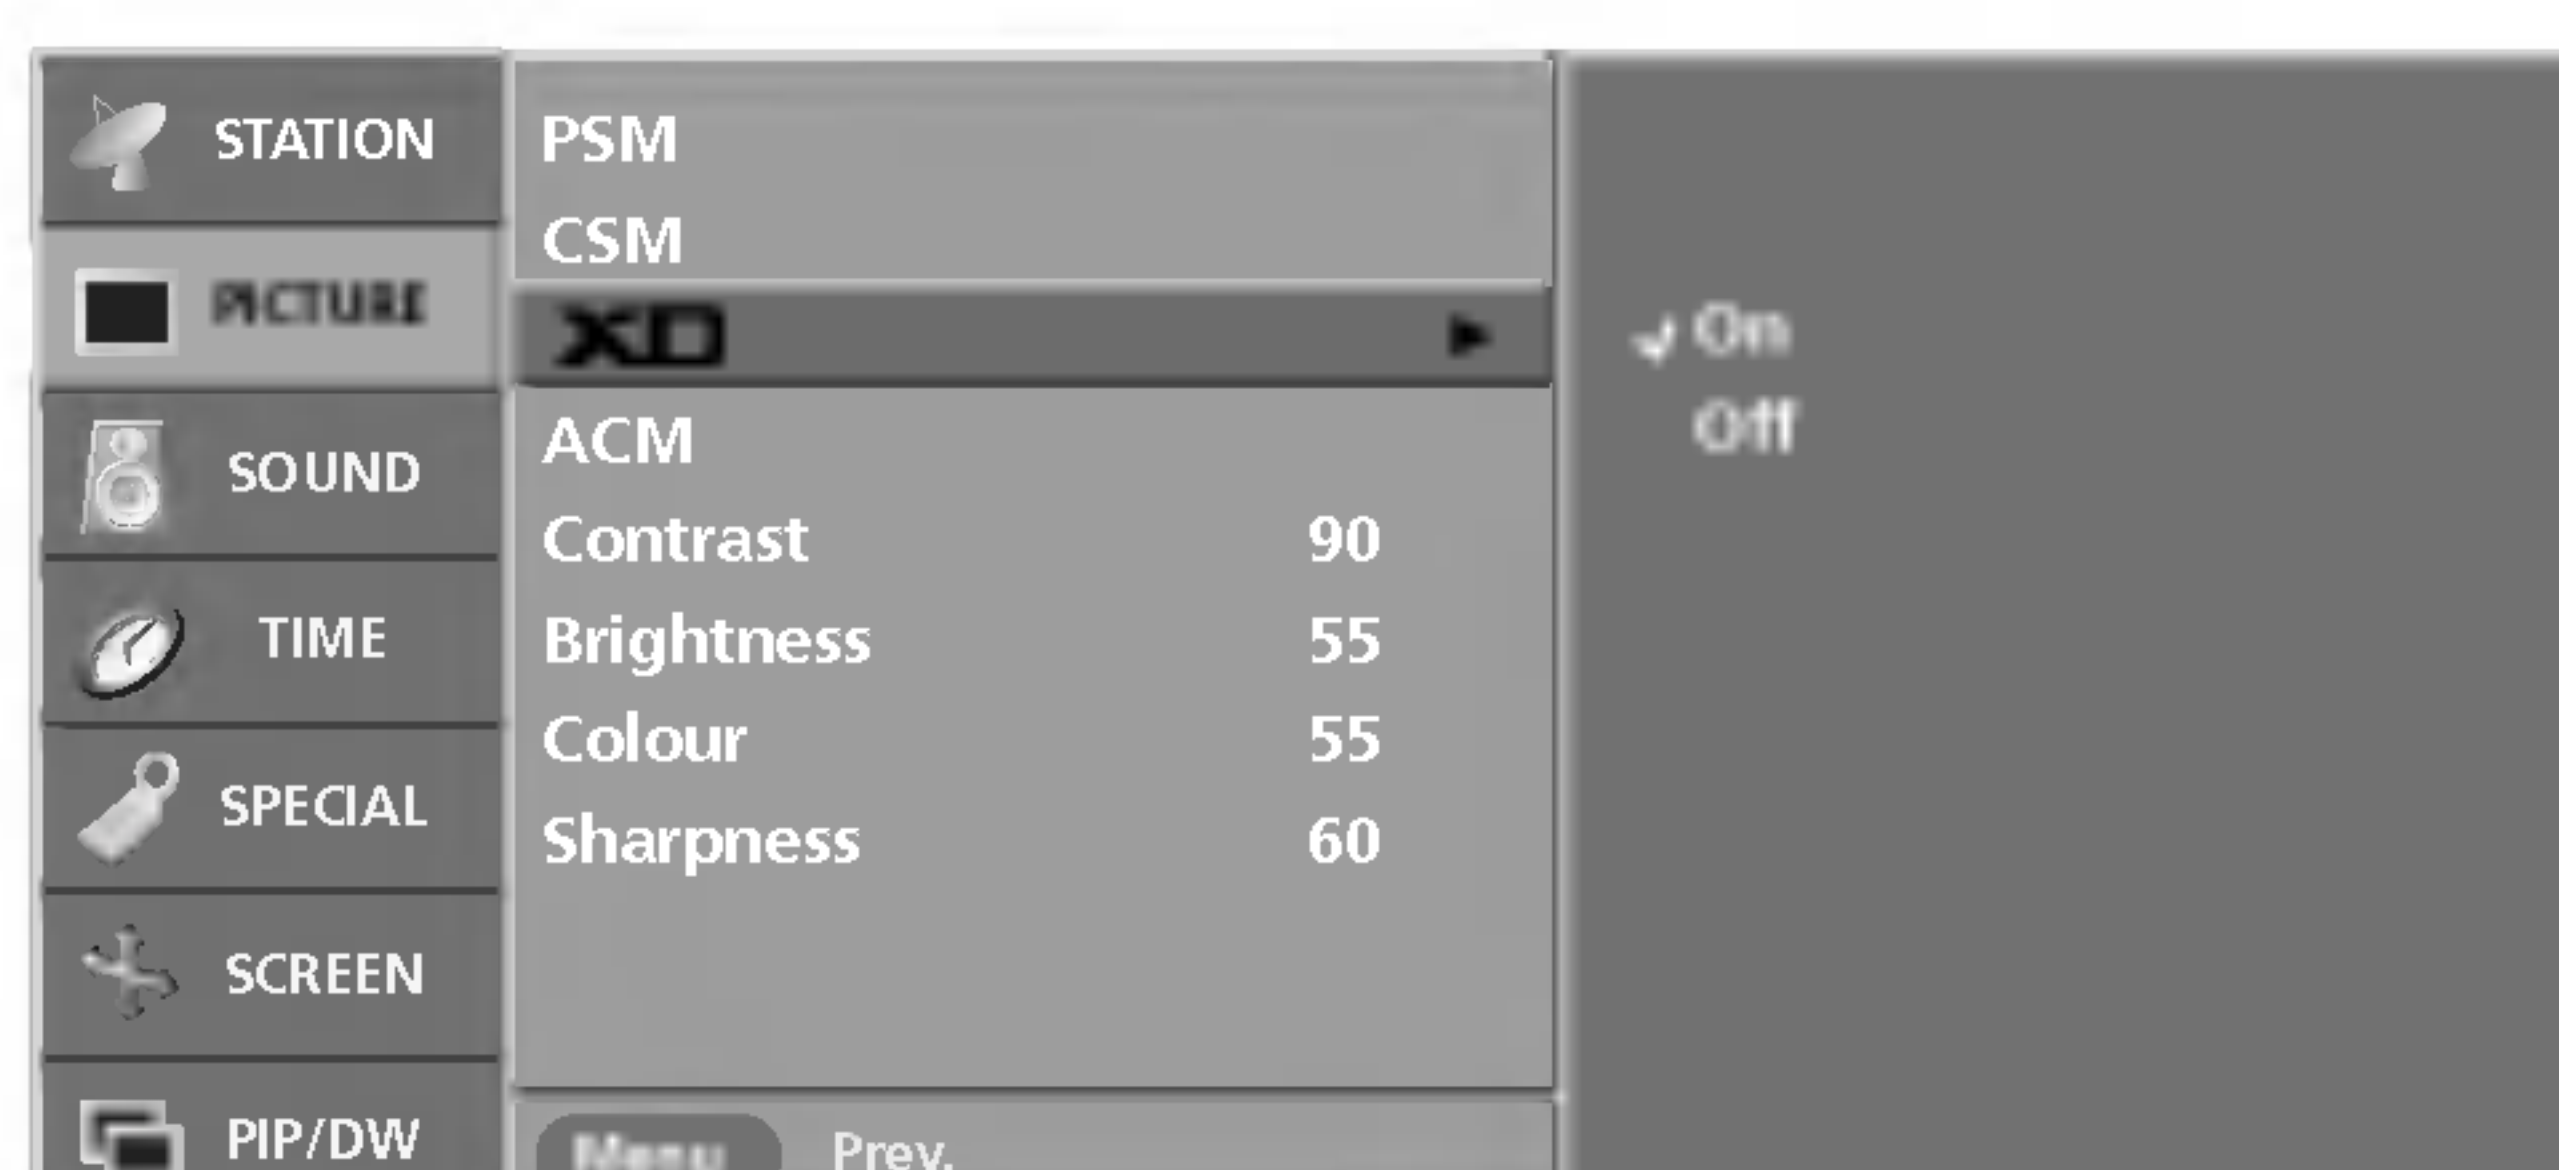 STATION
PICTURE
SOUND
TIME
SPECIAL
SCREEN
PIP/DW
PSM
CSM
XD
ACM
Contrast 90
Brightness 55
Colour 55
Sharpness 60
Menu Prev.
On
Off